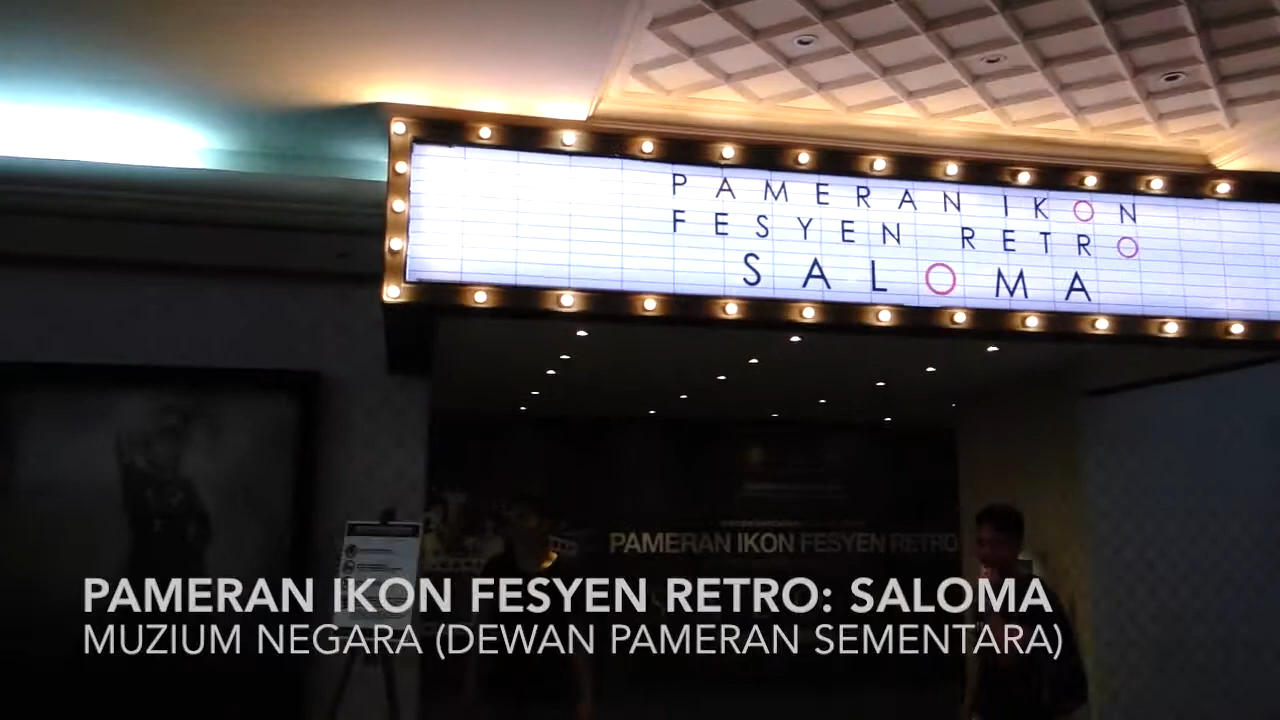 PAMERAN IKON
FESYEN RETRO
SALOMA
PAMERAN IKON FESYEN RETRO
PAMERAN IKON FESYEN RETRO: SALOMA
MUZIUM NEGARA (DEWAN PAMERAN SEMENTARA)